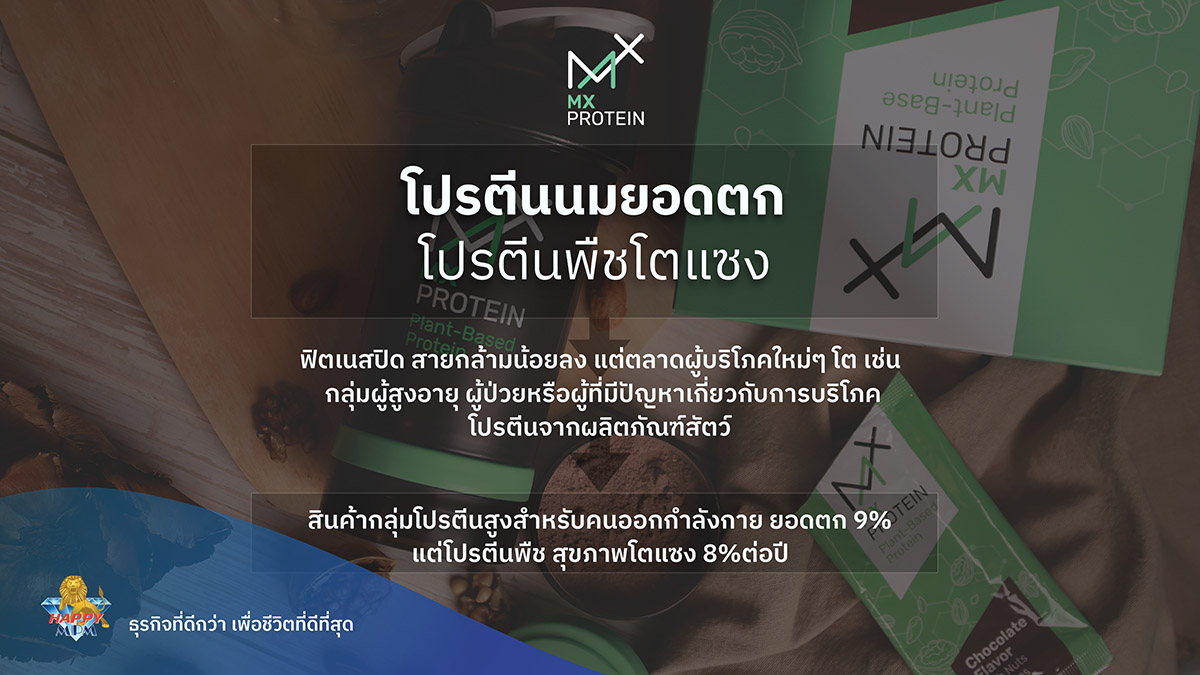 MX
PROTEIN
โปรตีนนมยอดตก
โปรตีนพืชโตแซง
ฟิตเนสปิด สายกล้ามน้อยลง แต่ตลาดผู้บริโภคใหม่ๆ โต เช่น
กลุ่มผู้สูงอายุ ผู้ป่วยหรือผู้ที่มีปัญหาเกี่ยวกับการบริโภค
โปรตีนจากผลิตภัณฑ์สัตว์
สินค้ากลุ่มโปรตีนสูงสำหรับคนออกกำลังกาย ยอดตก 9%
แต่โปรตีนพืช สุขภาพโตแซง 8%ต่อปี
MX
PROTEIN
Plant-Base
Protein
PROTEIN
Plant-Based
Protein
PROTEIN
Plant-Based
Protein
Chocolate
Flavor
Nuts
HAPPY
MPM
ธุรกิจที่ดีกว่า เพื่อชีวิตที่ดีที่สุด